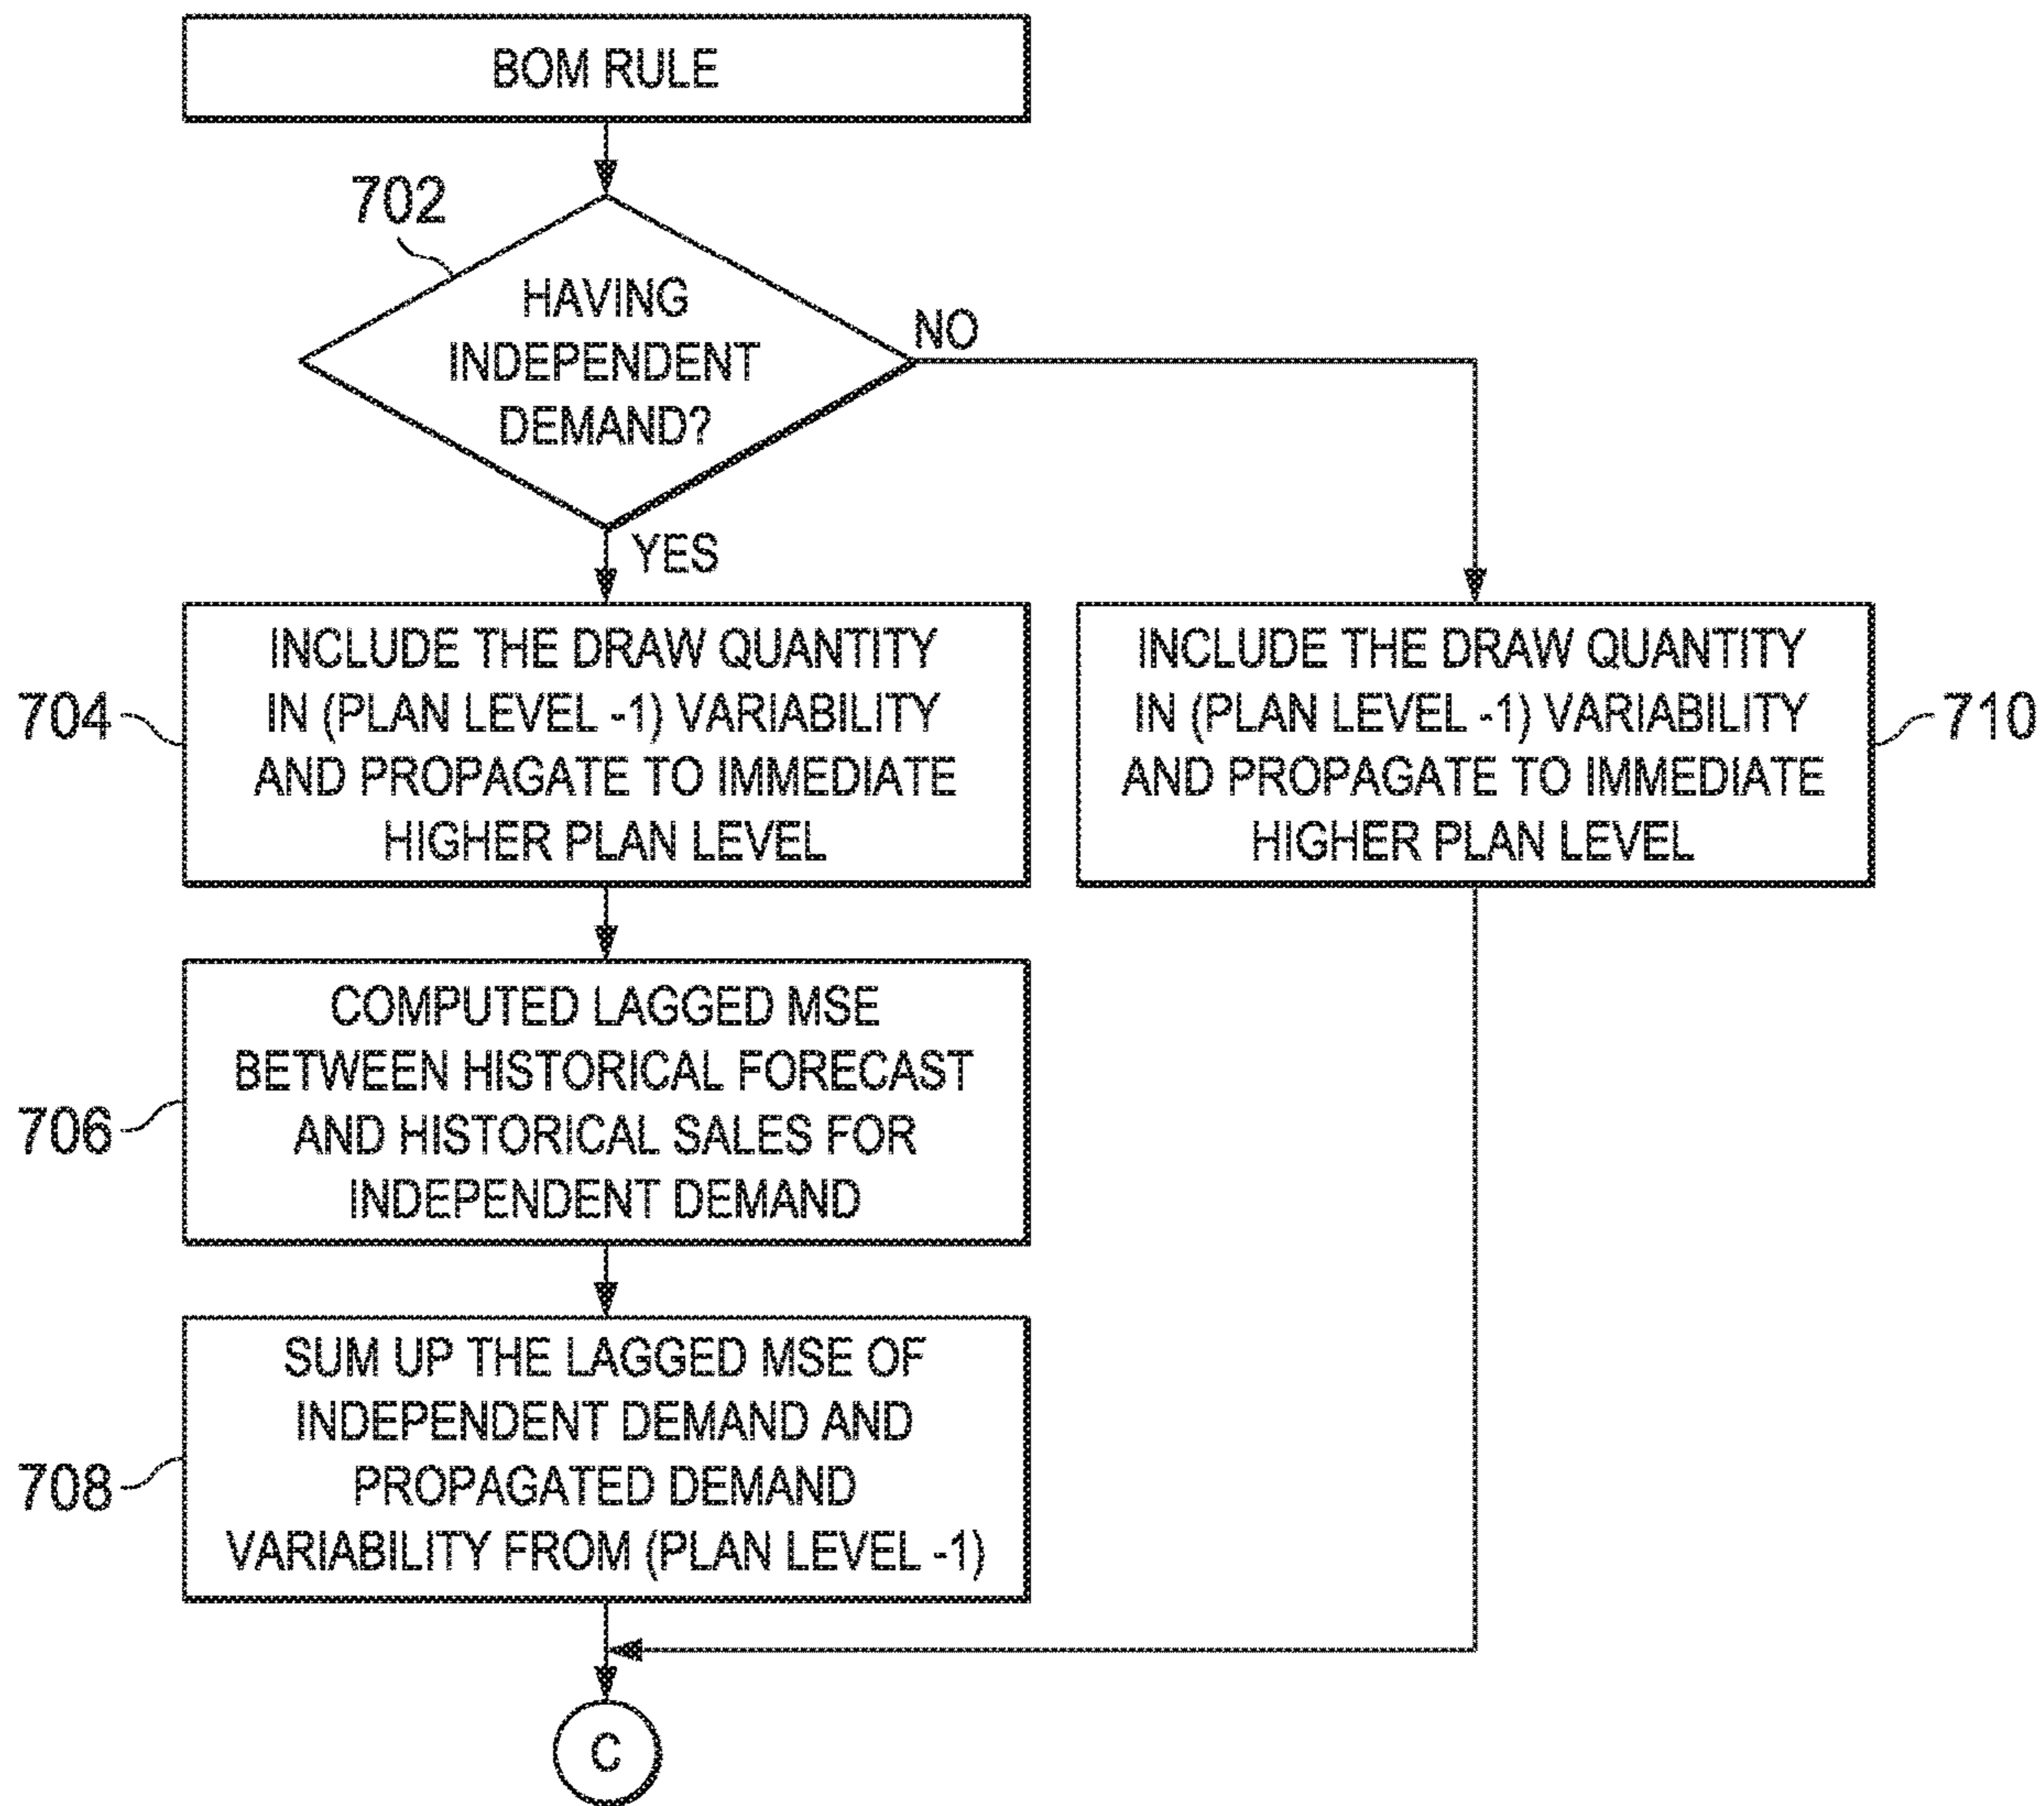 BOM RULE
702
HAVING
INDEPENDENT
DEMAND?
NO
YES
704
INCLUDE THE DRAW QUANTITY
IN (PLAN LEVEL -1) VARIABILITY
AND PROPAGATE TO IMMEDIATE
HIGHER PLAN LEVEL
INCLUDE THE DRAW QUANTITY
IN (PLAN LEVEL -1) VARIABILITY
AND PROPAGATE TO IMMEDIATE
HIGHER PLAN LEVEL
710
706
COMPUTED LAGGED MSE
BETWEEN HISTORICAL FORECAST
AND HISTORICAL SALES FOR
INDEPENDENT DEMAND
708
SUM UP THE LAGGED MSE OF
INDEPENDENT DEMAND AND
PROPAGATED DEMAND
VARIABILITY FROM (PLAN LEVEL -1)
C